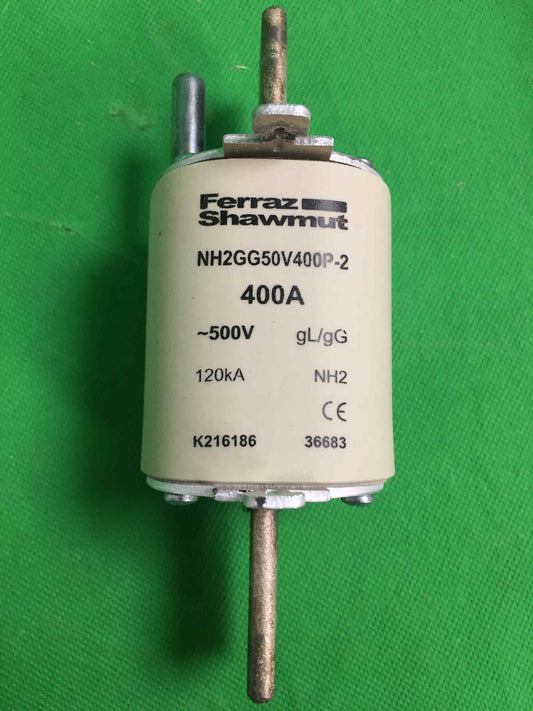 Ferraz
Shawmut
NH2GG50V400P-2
400A
~500V gL/gG
120kA NH2
CE
K216186 36683